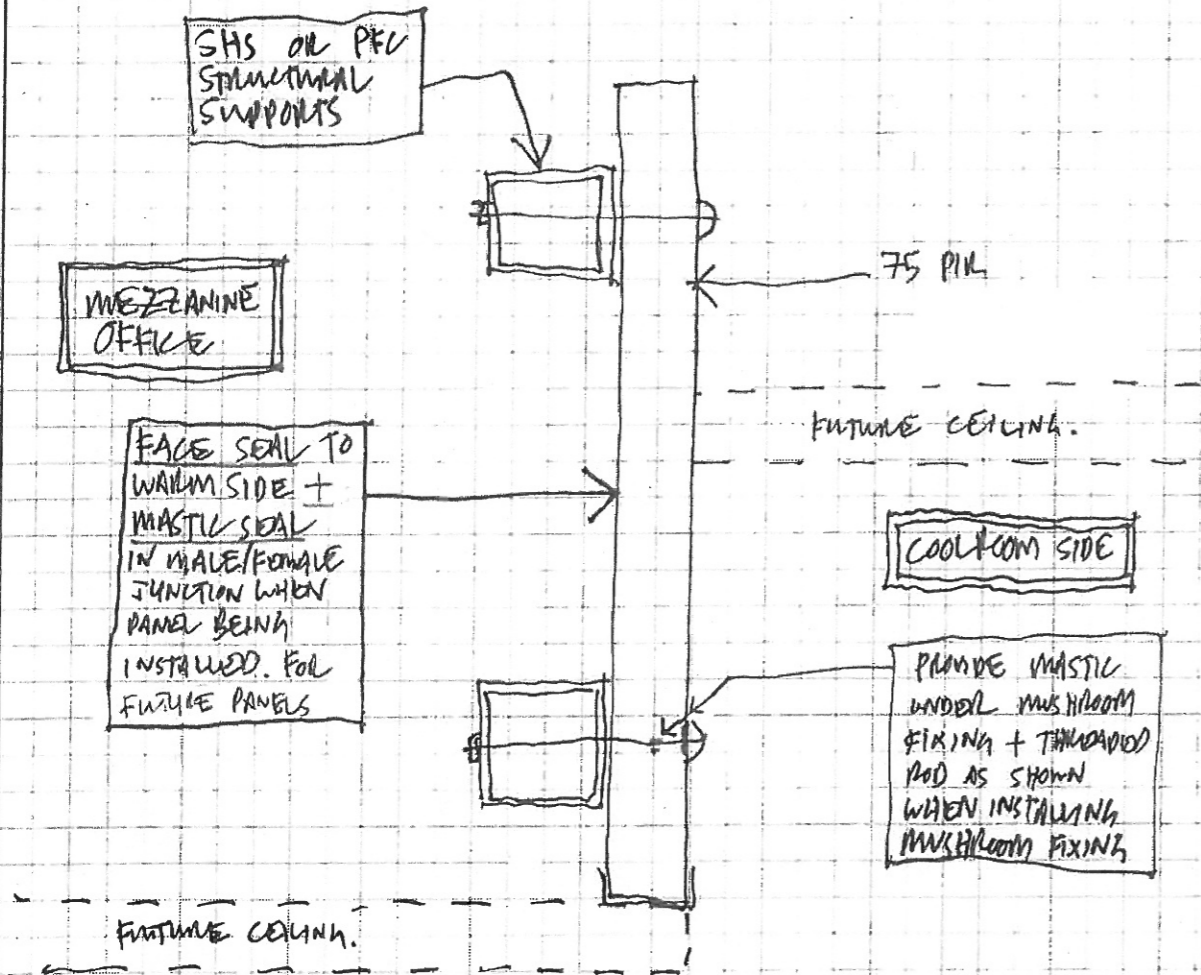 SHS OR PFC
STRUCTURAL
SUPPORTS
75 PIR
MEZZANINE
OFFICE
FUTURE CEILING.
FACE SEAL TO
WARM SIDE +
MASTIC SEAL
IN MALE/FEMALE
JUNCTION WHEN
PANEL BEING
INSTALLED. FOR
FUTURE PANELS
COOLROOM SIDE
PROVIDE MASTIC
UNDER MUSHROOM
FIXING + THREADED
ROD AS SHOWN
WHEN INSTALLING
MUSHROOM FIXING
FUTURE CEILING.